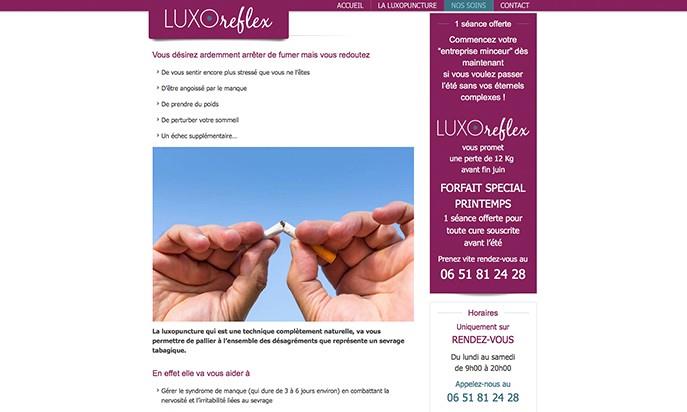 LUXOreflex
ACCUEIL
LA LUXOPUNCTURE
NOS SOINS
CONTACT
Vous désirez ardemment arrêter de fumer mais vous redoutez
De vous sentir encore plus stressé que vous ne l'êtes
D'être angoissé par le manque
De prendre du poids
De perturber votre sommeil
Un échec supplémentaire...
La luxopuncture qui est une technique complètement naturelle, va vous
permettre de pallier à l'ensemble des désagréments que représente un sevrage
tabagique.
En effet elle va vous aider à
Gérer le syndrome de manque (qui dure de 3 à 6 jours environ) en combattant la
nervosité et l'irritabilité liées au sevrage
1 séance offerte
Commencez votre
"entreprise minceur" dès
maintenant
si vous voulez passer
l'été sans vos éternels
complexes !
LUXOreflex
vous promet
une perte de 12 Kg
avant fin juin
FORFAIT SPECIAL
PRINTEMPS
1 séance offerte pour
toute cure souscrite
avant l'été
Prenez vite rendez-vous au
06 51 81 24 28
Horaires
Uniquement sur
RENDEZ-VOUS
Du lundi au samedi
de 9h00 à 20h00
Appelez-nous au
06 51 81 24 28